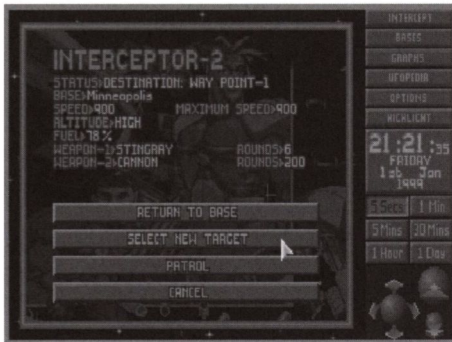 INTERCEPTOR-2
STATUS>DESTINATION: WAY POINT-1
BASE>Minneopolis
SPEED>900 MAXIMUM SPEED>900
ALTITUDE>HIGH
FUEL>78%
WEAPON-1>STINGRAY ROUNDS>6
WEAPON-2>CANNON ROUNDS>200
RETURN TO BASE
SELECT NEW TARGET
PATROL
CANCEL
INTERCEPT
BASES
GRAPHS
UFOPEDIA
OPTIONS
21:21:35
FRIDAY
1st Jan
1999
5 Secs 1 Min
5 Mins 30 Mins
1 Hour 1 Day